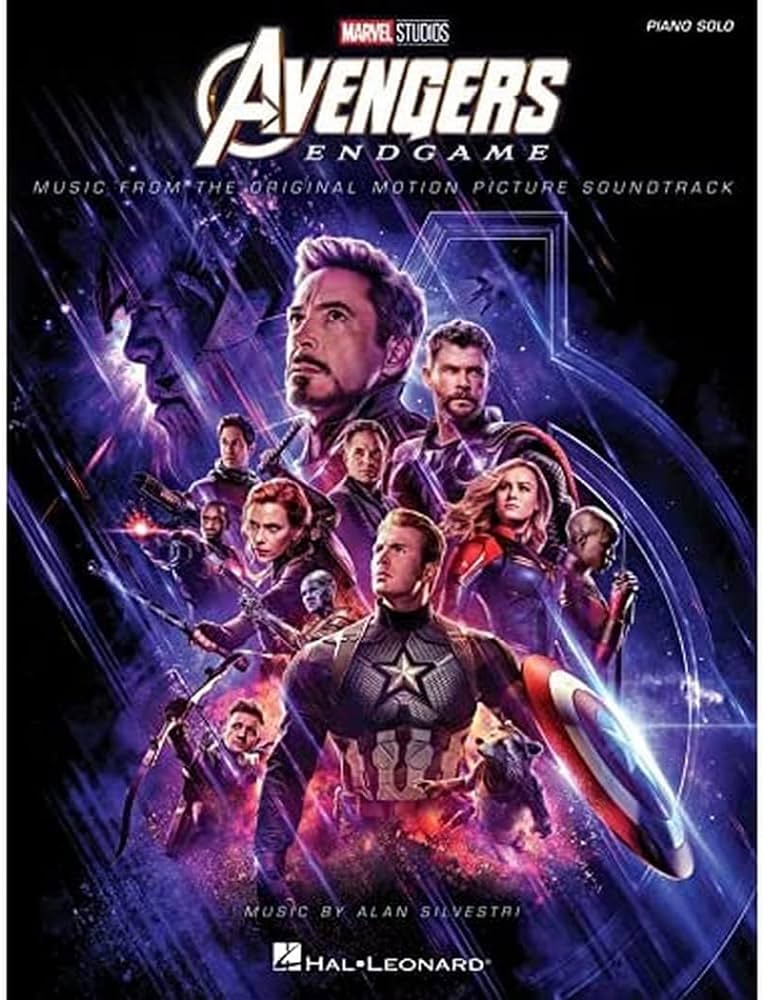 MARVEL STUDIOS
PIANO SOLO
AVENGERS
ENDGAME
MUSIC FROM THE ORIGINAL MOTION PICTURE SOUNDTRACK
MUSIC BY ALAN SILVESTRI
HAL•LEONARD®